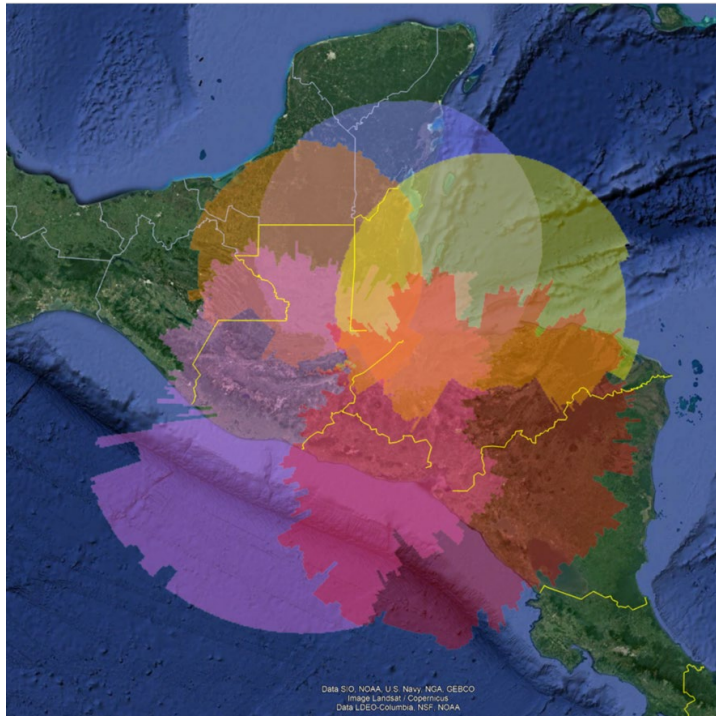 Data SIO, NOAA, U.S. Navy, NGA, GEBCO
Image Landsat / Copernicus
Data LDEO-Columbia, NSF, NOAA